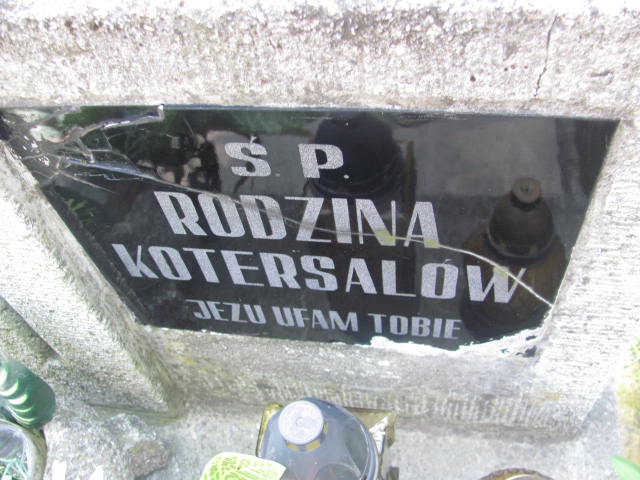 Ś. P.
RODZINA
KOTERSALÓW
JEZU UFAM TOBIE